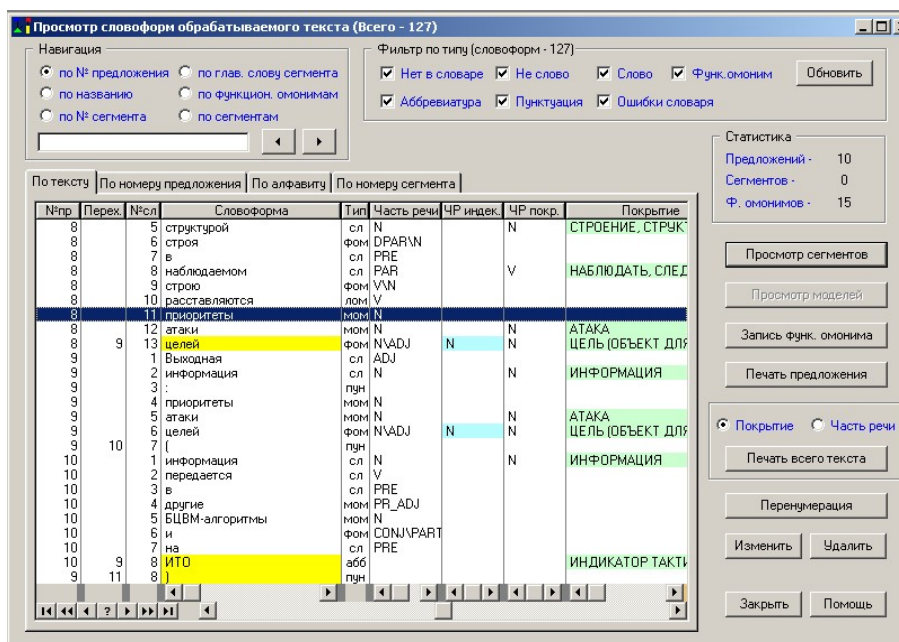 Просмотр словоформ обрабатываемого текста (Всего - 127)
Навигация
по № предложения по глав. слову сегмента
по названию по функцион. омонимам
по № сегмента по сегментам
Фильтр по типу (словоформ - 127)
Нет в словаре Не слово Слово Функ.омоним Обновить
Аббревиатура Пунктуация Ошибки словаря
Статистика
Предложений - 10
Сегментов - 0
Ф. омонимов - 15
По тексту По номеру предложения По алфавиту По номеру сегмента
№пр Перех. №сл Словоформа Тип Часть речи ЧР индек. ЧР покр. Покрытие
8 5 структурой сл N N СТРОЕНИЕ, СТРУКТ
8 6 строя фом DPAR\N
8 7 в сл PRE
8 8 наблюдаемом сл PAR V НАБЛЮДАТЬ, СЛЕД
8 9 строю фом V\N
8 10 расставляются лом V
8 11 приоритеты мом N
8 12 атаки мом N N АТАКА
8 9 13 целей фом N\ADJ N N ЦЕЛЬ (ОБЪЕКТ ДЛЯ
9 1 Выходная сл ADJ
9 2 информация сл N N ИНФОРМАЦИЯ
9 3 : пун
9 4 приоритеты мом N
9 5 атаки мом N N АТАКА
9 6 целей фом N\ADJ N N ЦЕЛЬ (ОБЪЕКТ ДЛЯ
9 10 7 ( пун
10 1 информация сл N N ИНФОРМАЦИЯ
10 2 передается сл V
10 3 в сл PRE
10 4 другие мом PR_ADJ
10 5 БЦВМ-алгоритмы мом N
10 6 и фом CONJ\PART
10 7 на сл PRE
10 9 8 ИТО абб ИНДИКАТОР ТАКТИ
9 11 8 ) пун
Просмотр сегментов
Просмотр моделей
Запись функ. омонима
Печать предложения
Покрытие Часть речи
Печать всего текста
Перенумерация
Изменить Удалить
Закрыть Помощь